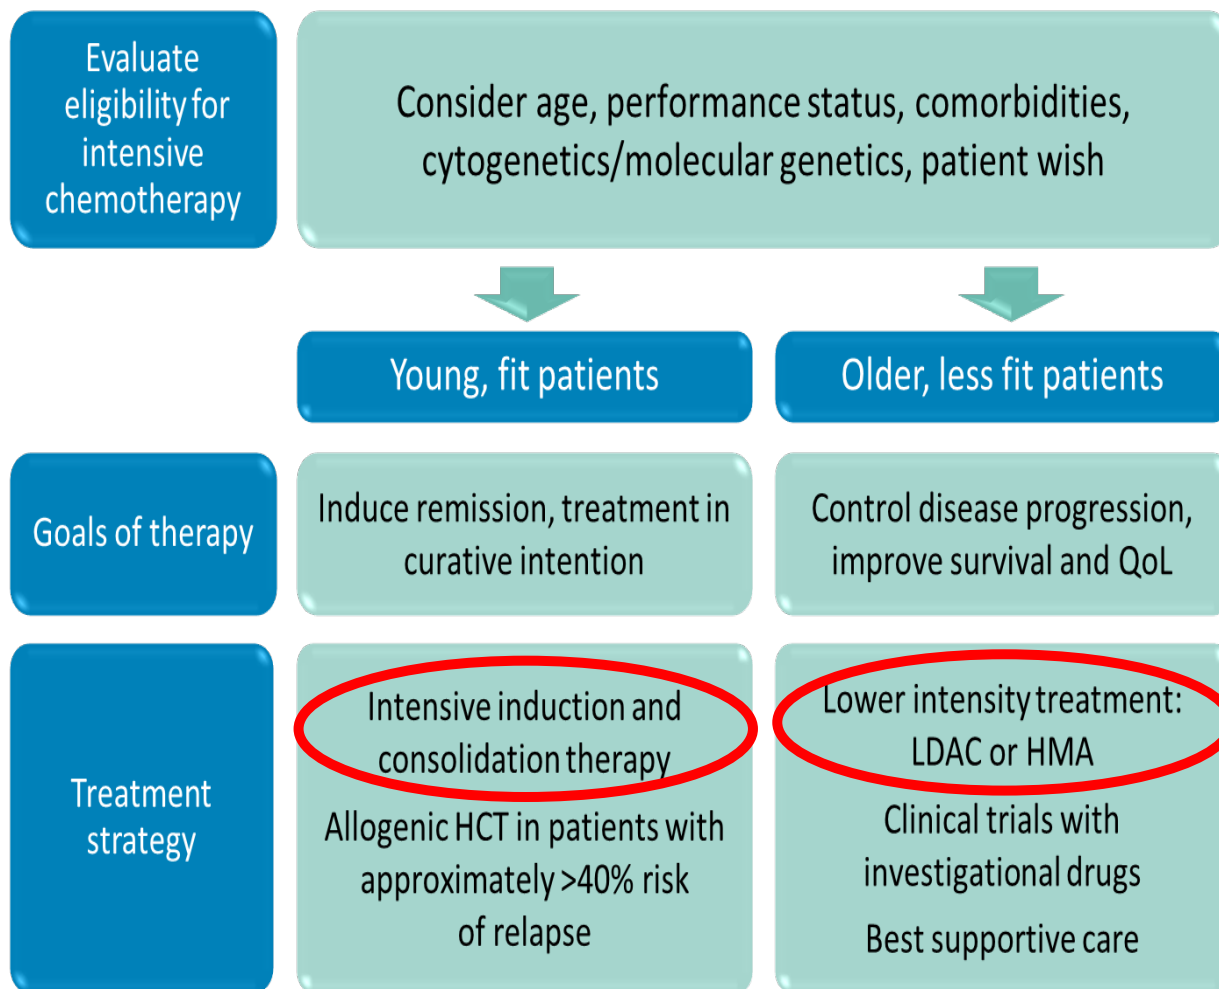 Evaluate
eligibility for
intensive
chemotherapy
Consider age, performance status, comorbidities,
cytogenetics/molecular genetics, patient wish
Young, fit patients
Older, less fit patients
Goals of therapy
Induce remission, treatment in
curative intention
Control disease progression,
improve survival and QoL
Treatment
strategy
Intensive induction and
consolidation therapy
Allogenic HCT in patients with
approximately >40% risk
of relapse
Lower intensity treatment:
LDAC or HMA
Clinical trials with
investigational drugs
Best supportive care